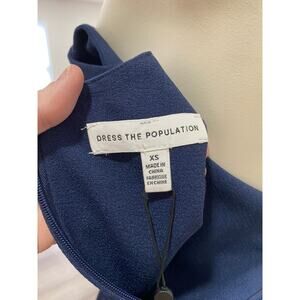 DRESS THE POPULATION
XS
MADE IN
CHINA
FABRIQUÉ
EN CHINE